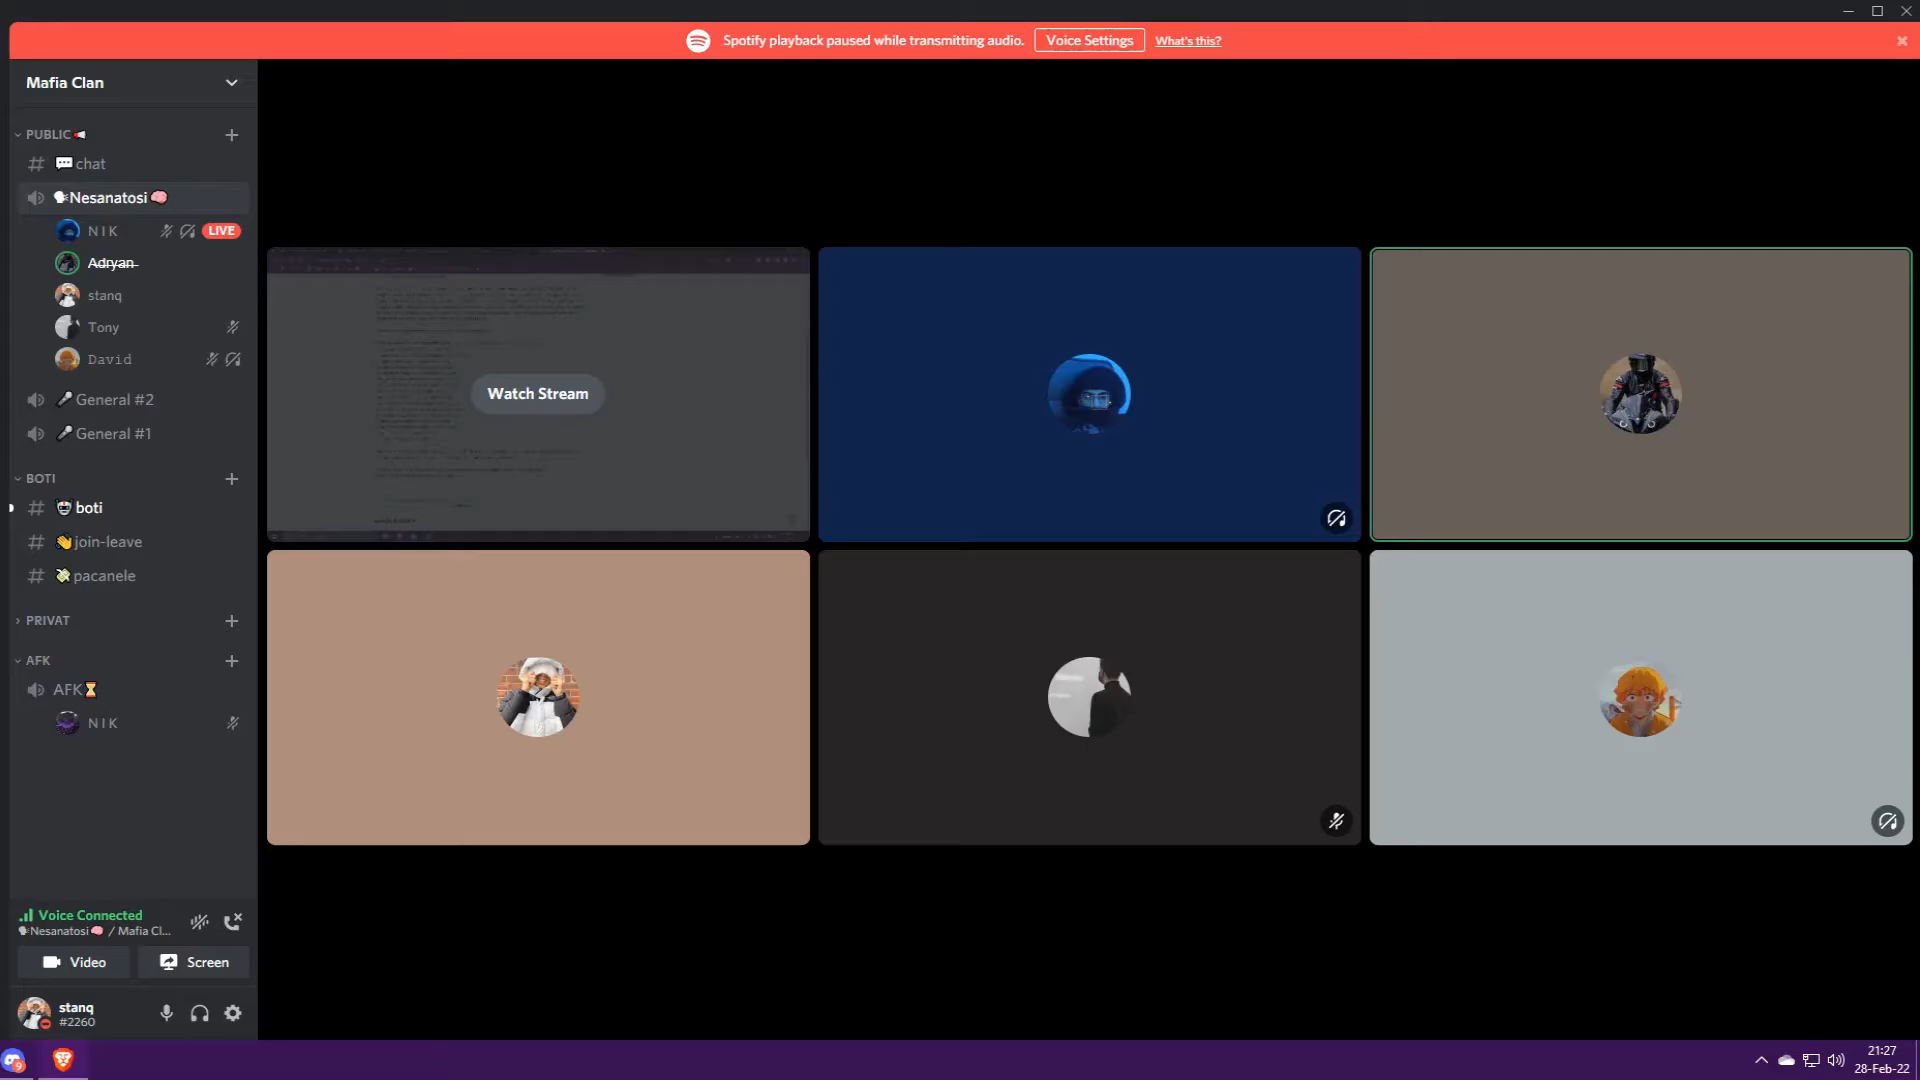 Spotify playback paused while transmitting audio. Voice Settings What's this?
Mafia Clan
PUBLIC
chat
Nesanatosi
N I K LIVE
Adryan
stanq
Tony
David
General #2
General #1
BOTI
boti
join-leave
pacanele
PRIVAT
AFK
AFK
N I K
Watch Stream
Voice Connected
Nesanatosi / Mafia Cl...
Video Screen
stanq
#2260
9
21:27
28-Feb-22